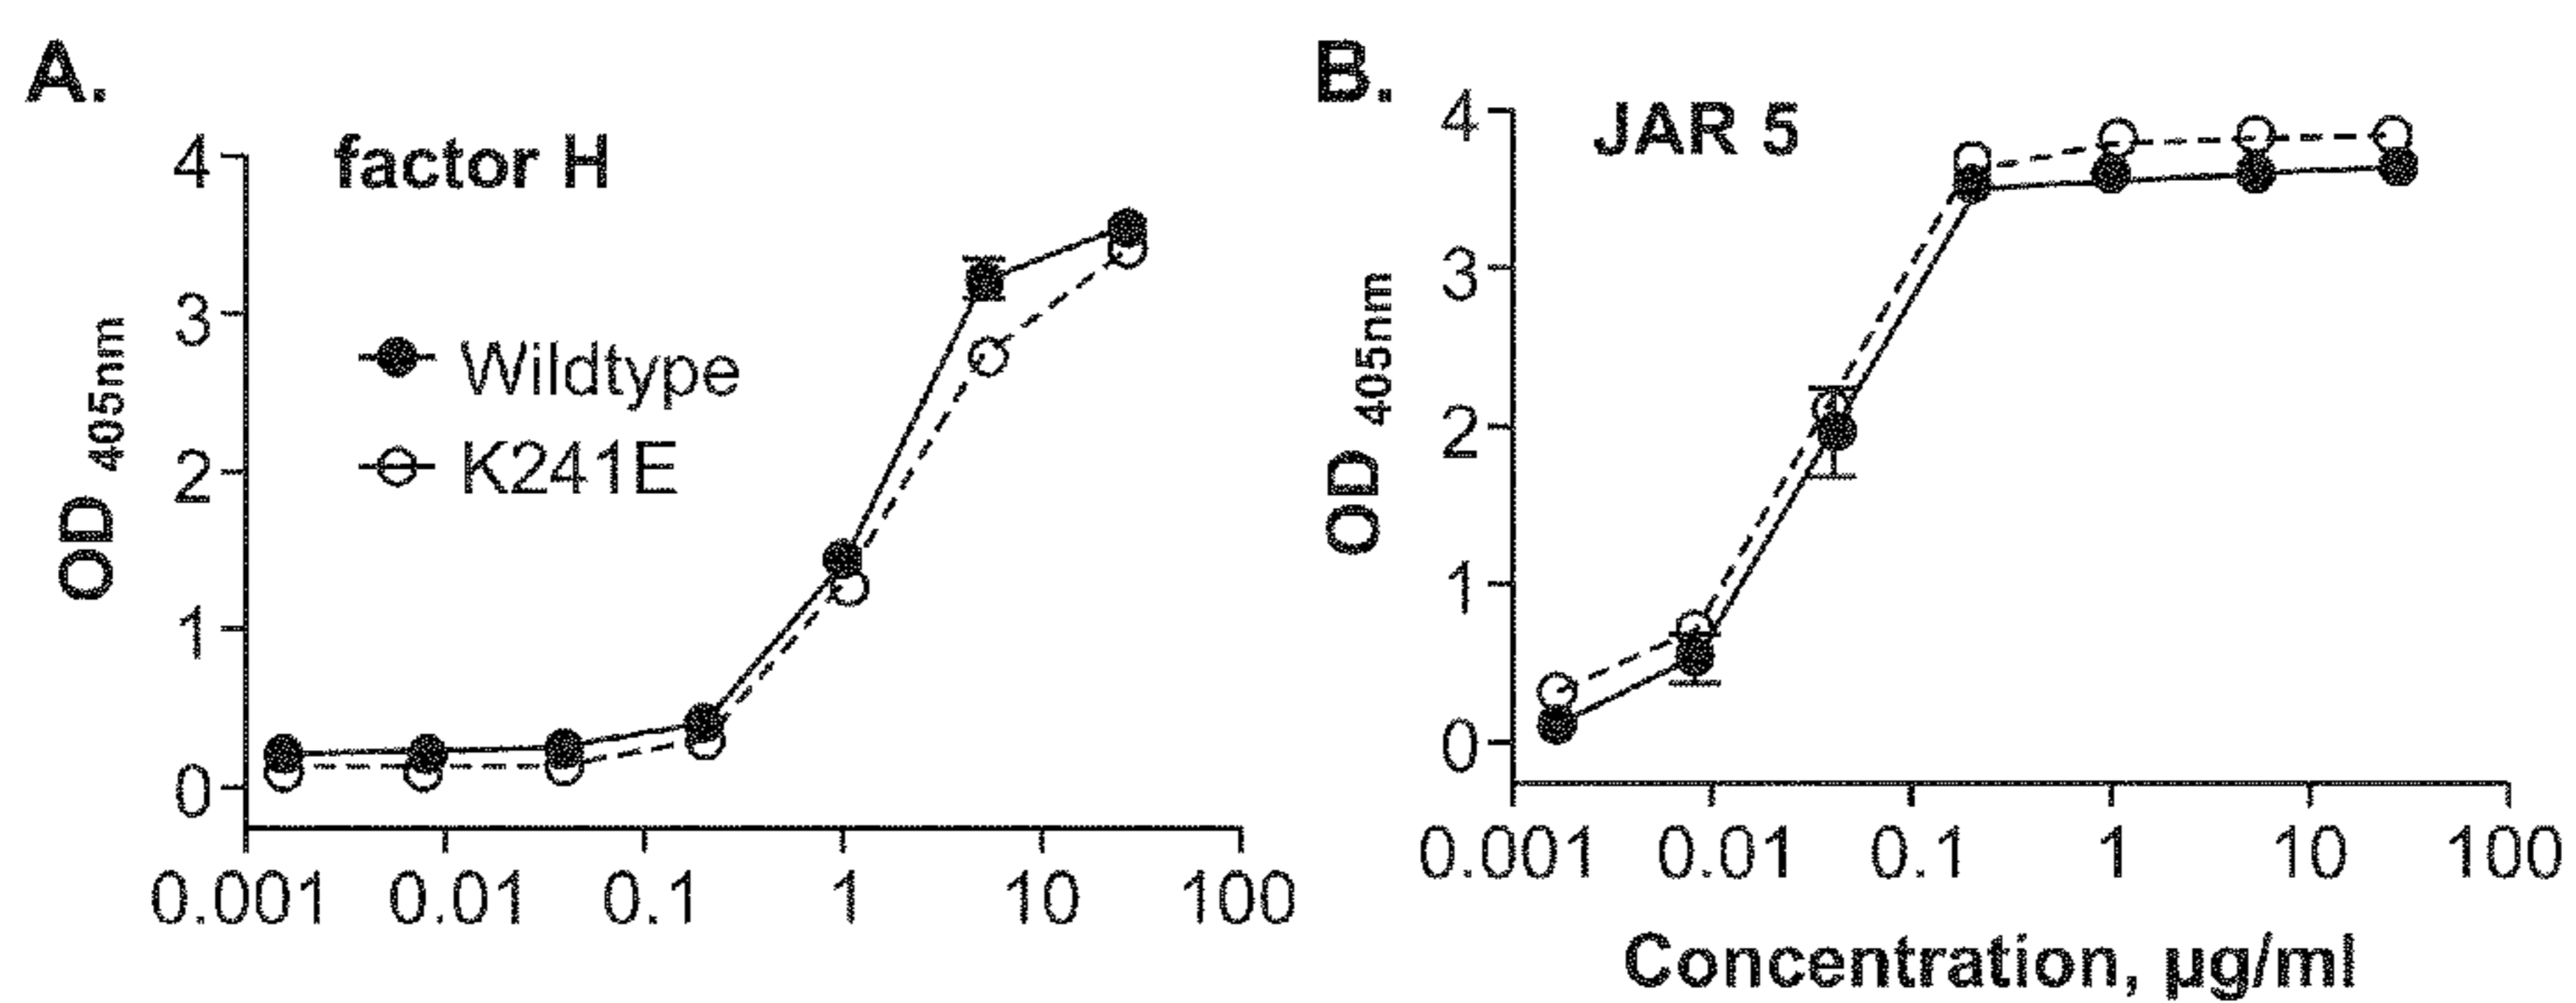 A.
factor H
4
3
2
1
0
OD 405nm
Wildtype
K241E
0.001 0.01 0.1 1 10 100
B.
JAR 5
4
3
2
1
0
OD 405nm
0.001 0.01 0.1 1 10 100
Concentration, µg/ml